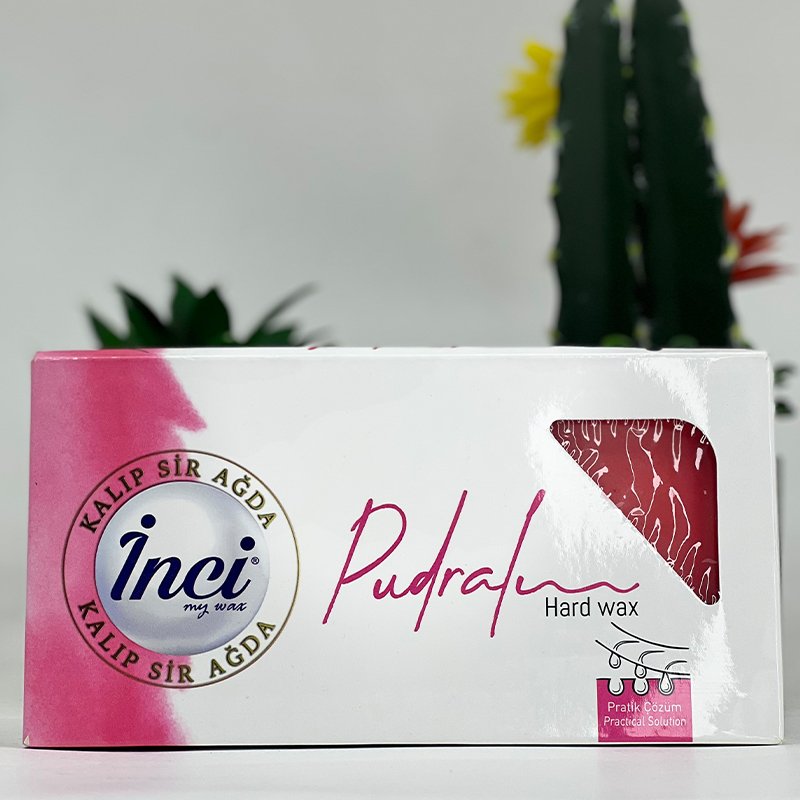 KALIP SİR AĞDA
İnci®
my wax
KALIP SİR AĞDA
Pudralı
Hard wax
Pratik Çözüm
Practical Solution